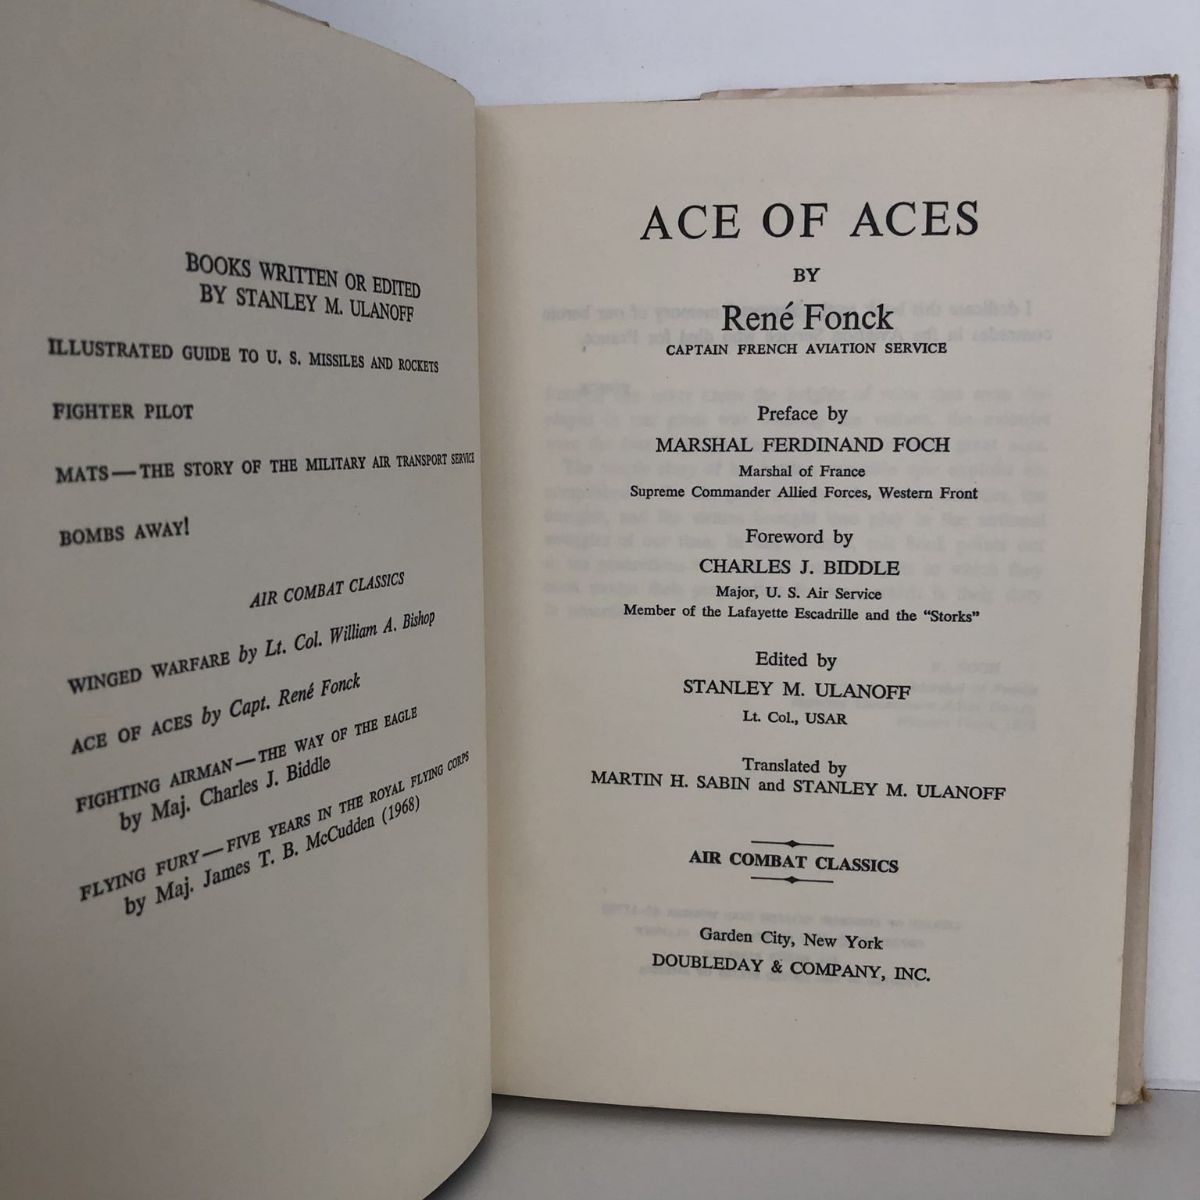 BOOKS WRITTEN OR EDITED
BY STANLEY M. ULANOFF
ILLUSTRATED GUIDE TO U. S. MISSILES AND ROCKETS
FIGHTER PILOT
MATS—THE STORY OF THE MILITARY AIR TRANSPORT SERVICE
BOMBS AWAY!
AIR COMBAT CLASSICS
WINGED WARFARE by Lt. Col. William A. Bishop
ACE OF ACES by Capt. René Fonck
FIGHTING AIRMAN—THE WAY OF THE EAGLE
by Maj. Charles J. Biddle
FLYING FURY—FIVE YEARS IN THE ROYAL FLYING CORPS
by Maj. James T. B. McCudden (1968)
ACE OF ACES
BY
René Fonck
CAPTAIN FRENCH AVIATION SERVICE
Preface by
MARSHAL FERDINAND FOCH
Marshal of France
Supreme Commander Allied Forces, Western Front
Foreword by
CHARLES J. BIDDLE
Major, U. S. Air Service
Member of the Lafayette Escadrille and the "Storks"
Edited by
STANLEY M. ULANOFF
Lt. Col., USAR
Translated by
MARTIN H. SABIN and STANLEY M. ULANOFF
AIR COMBAT CLASSICS
Garden City, New York
DOUBLEDAY & COMPANY, INC.